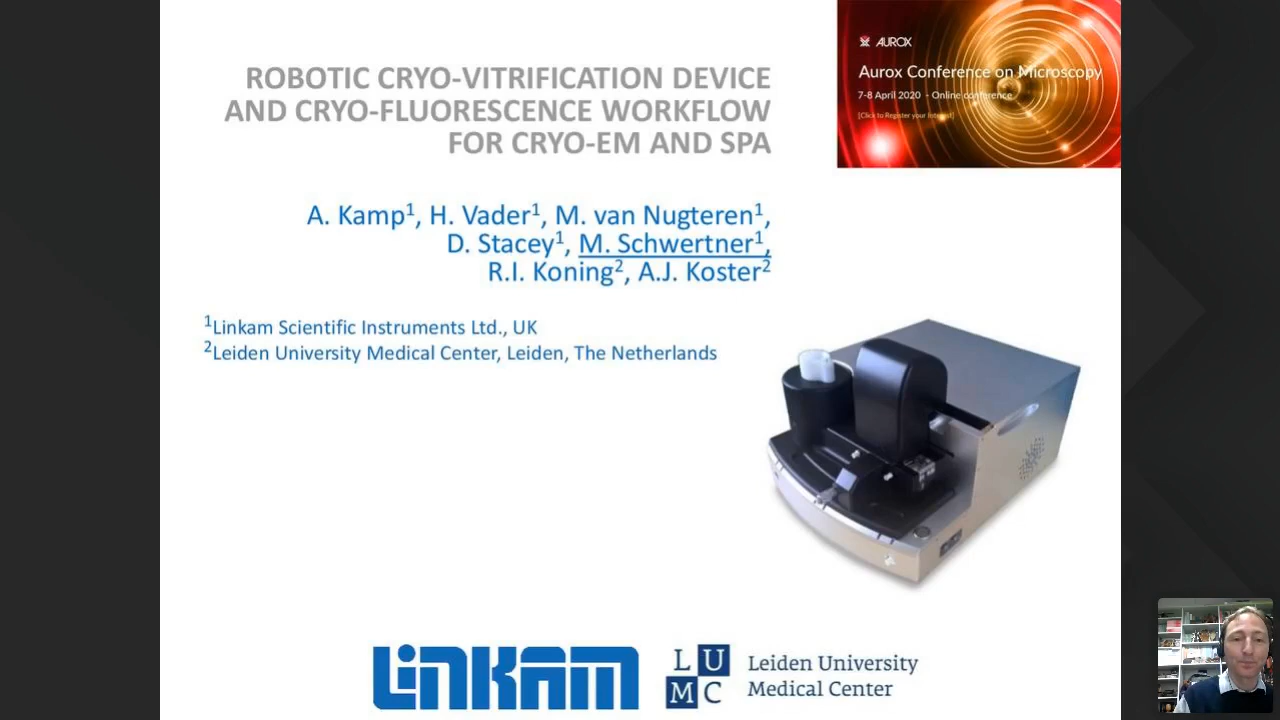 ROBOTIC CRYO-VITRIFICATION DEVICE
AND CRYO-FLUORESCENCE WORKFLOW
FOR CRYO-EM AND SPA
AUROX
Aurox Conference on Microscopy
7-8 April 2020 - Online conference
[Click to Register your Interest]
A. Kamp¹, H. Vader¹, M. van Nugteren¹,
D. Stacey¹, M. Schwertner¹,
R.I. Koning², A.J. Koster²
¹Linkam Scientific Instruments Ltd., UK
²Leiden University Medical Center, Leiden, The Netherlands
LINKAM
LU
MC
Leiden University
Medical Center